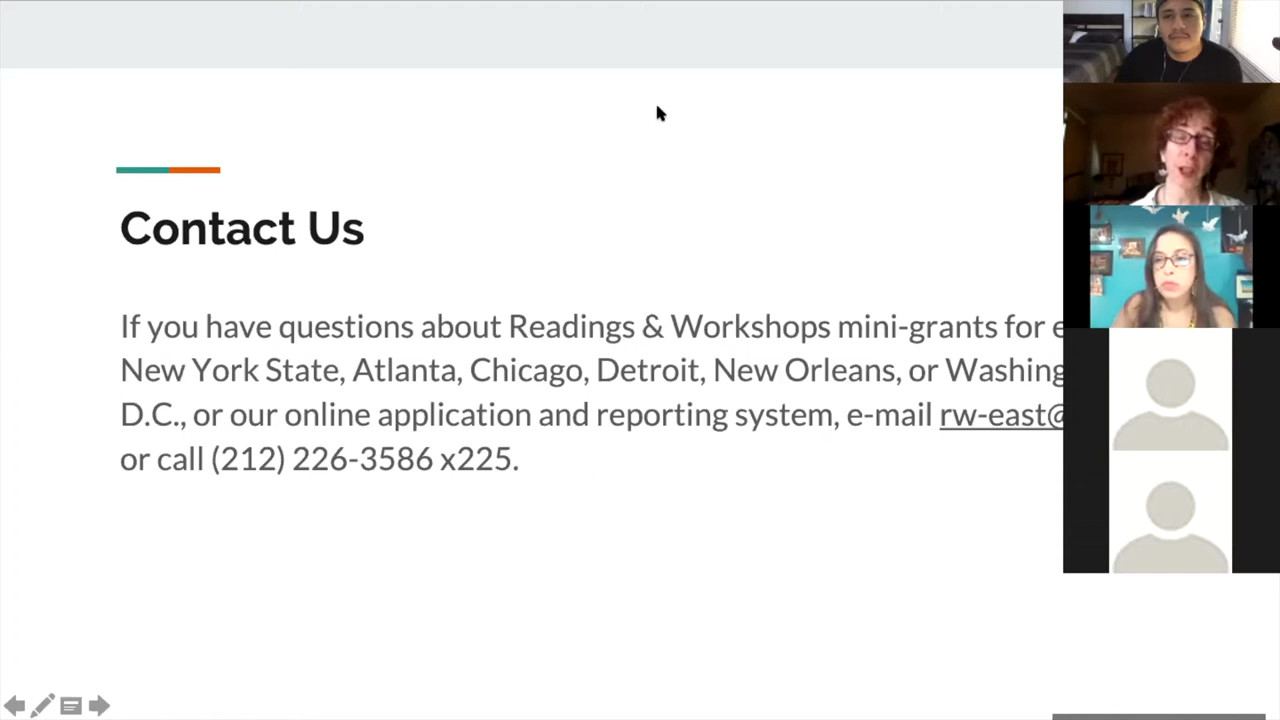 Contact Us
If you have questions about Readings & Workshops mini-grants for
New York State, Atlanta, Chicago, Detroit, New Orleans, or Washing
D.C., or our online application and reporting system, e-mail rw-east@
or call (212) 226-3586 x225.